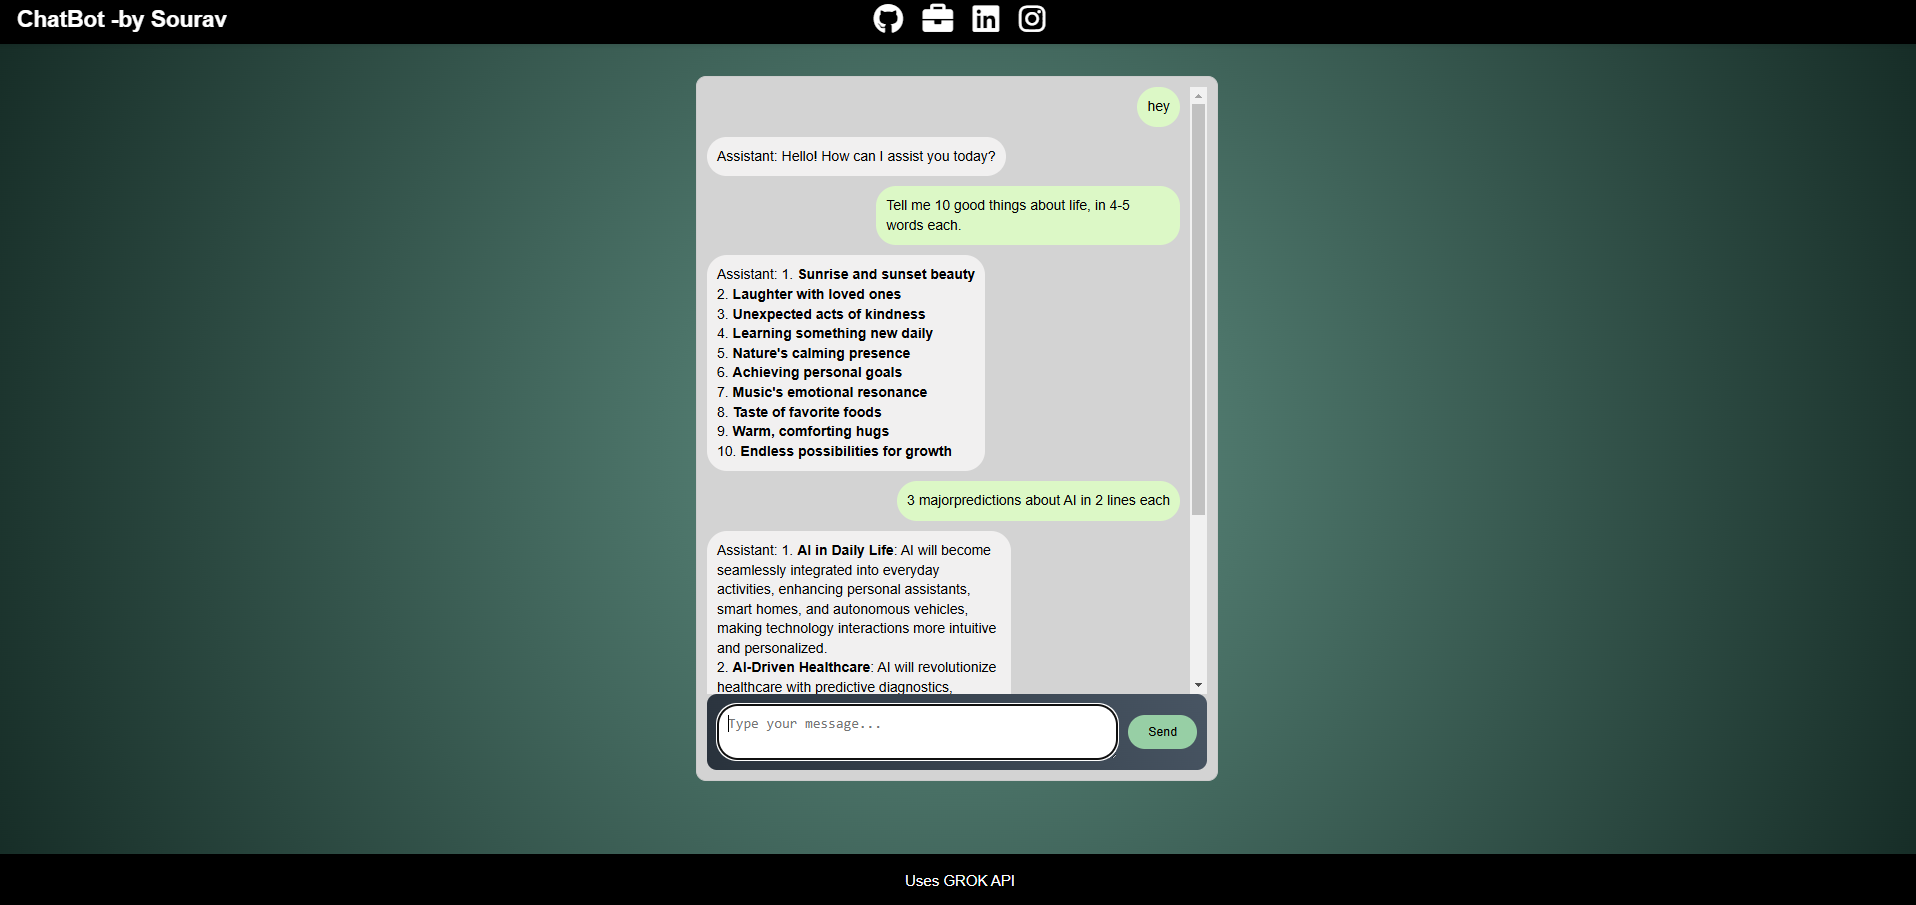 ChatBot -by Sourav
hey
Assistant: Hello! How can I assist you today?
Tell me 10 good things about life, in 4-5
words each.
Assistant: 1. Sunrise and sunset beauty
2. Laughter with loved ones
3. Unexpected acts of kindness
4. Learning something new daily
5. Nature's calming presence
6. Achieving personal goals
7. Music's emotional resonance
8. Taste of favorite foods
9. Warm, comforting hugs
10. Endless possibilities for growth
3 majorpredictions about AI in 2 lines each
Assistant: 1. AI in Daily Life: AI will become
seamlessly integrated into everyday
activities, enhancing personal assistants,
smart homes, and autonomous vehicles,
making technology interactions more intuitive
and personalized.
2. AI-Driven Healthcare: AI will revolutionize
healthcare with predictive diagnostics,
Type your message...
Send
Uses GROK API